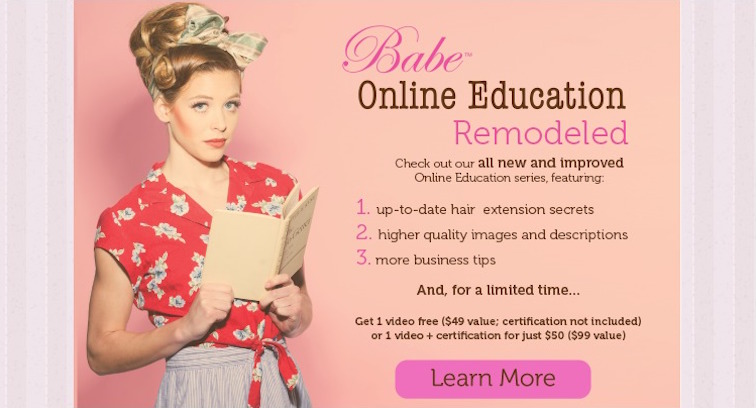 Babe™
Online Education
Remodeled
Check out our all new and improved
Online Education series, featuring:
1. up-to-date hair extension secrets
2. higher quality images and descriptions
3. more business tips
And, for a limited time...
Get 1 video free ($49 value; certification not included)
or 1 video + certification for just $50 ($99 value)
Learn More